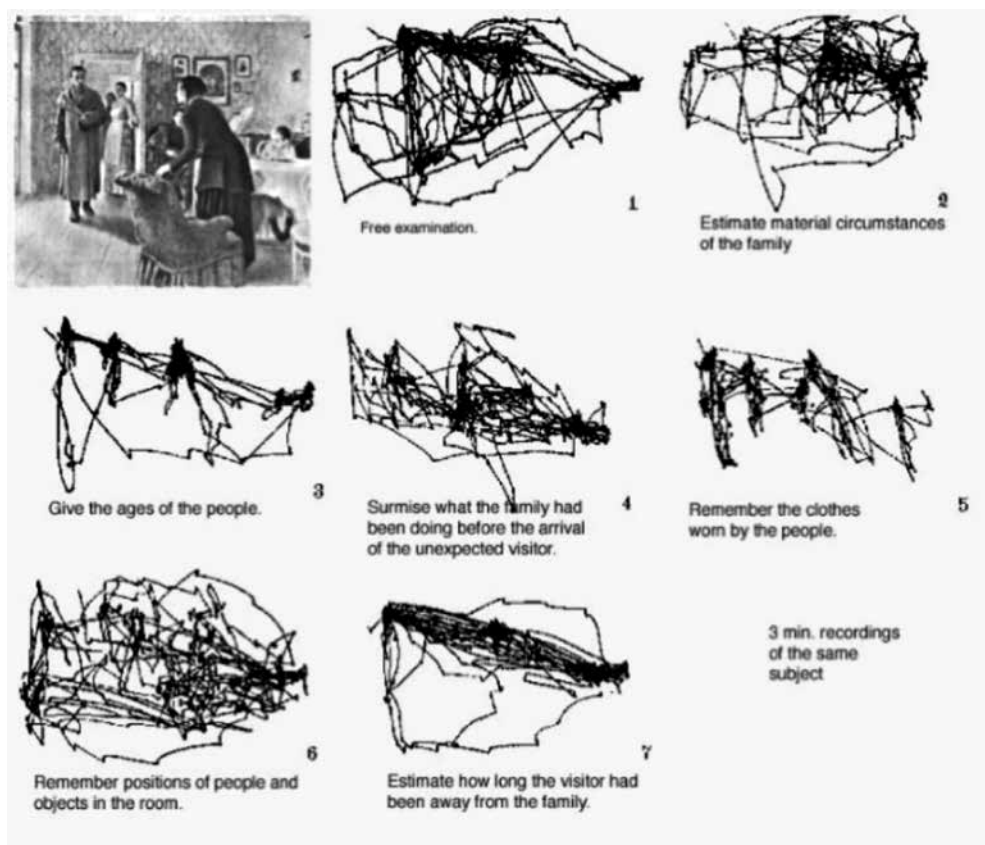 1
Free examination.
2
Estimate material circumstances
of the family
3
Give the ages of the people.
4
Surmise what the family had
been doing before the arrival
of the unexpected visitor.
5
Remember the clothes
worn by the people.
6
Remember positions of people and
objects in the room.
7
Estimate how long the visitor had
been away from the family.
3 min. recordings
of the same
subject